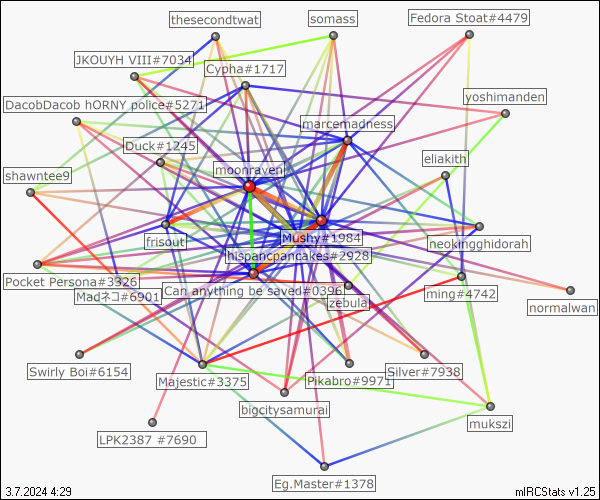 thesecondtwat
somass
Fedora Stoat#4479
JKOUYH VIII#7034
Cypha#1717
DacobDacob hORNY police#5271
yoshimanden
marcemadness
Duck#1245
eliakith
shawntee9
moonraven
frisout
Mushy#1984
neokingghidorah
hispancpancakes#2928
Pocket Persona#3326
Madネコ#6901
Can anything be saved#0396
zebula
ming#4742
normalwan
Swirly Boi#6154
Majestic#3375
Pikabro#9971
Silver#7938
bigcitysamurai
mukszi
LPK2387 #7690
Eg.Master#1378
3.7.2024 4:29
mIRCStats v1.25